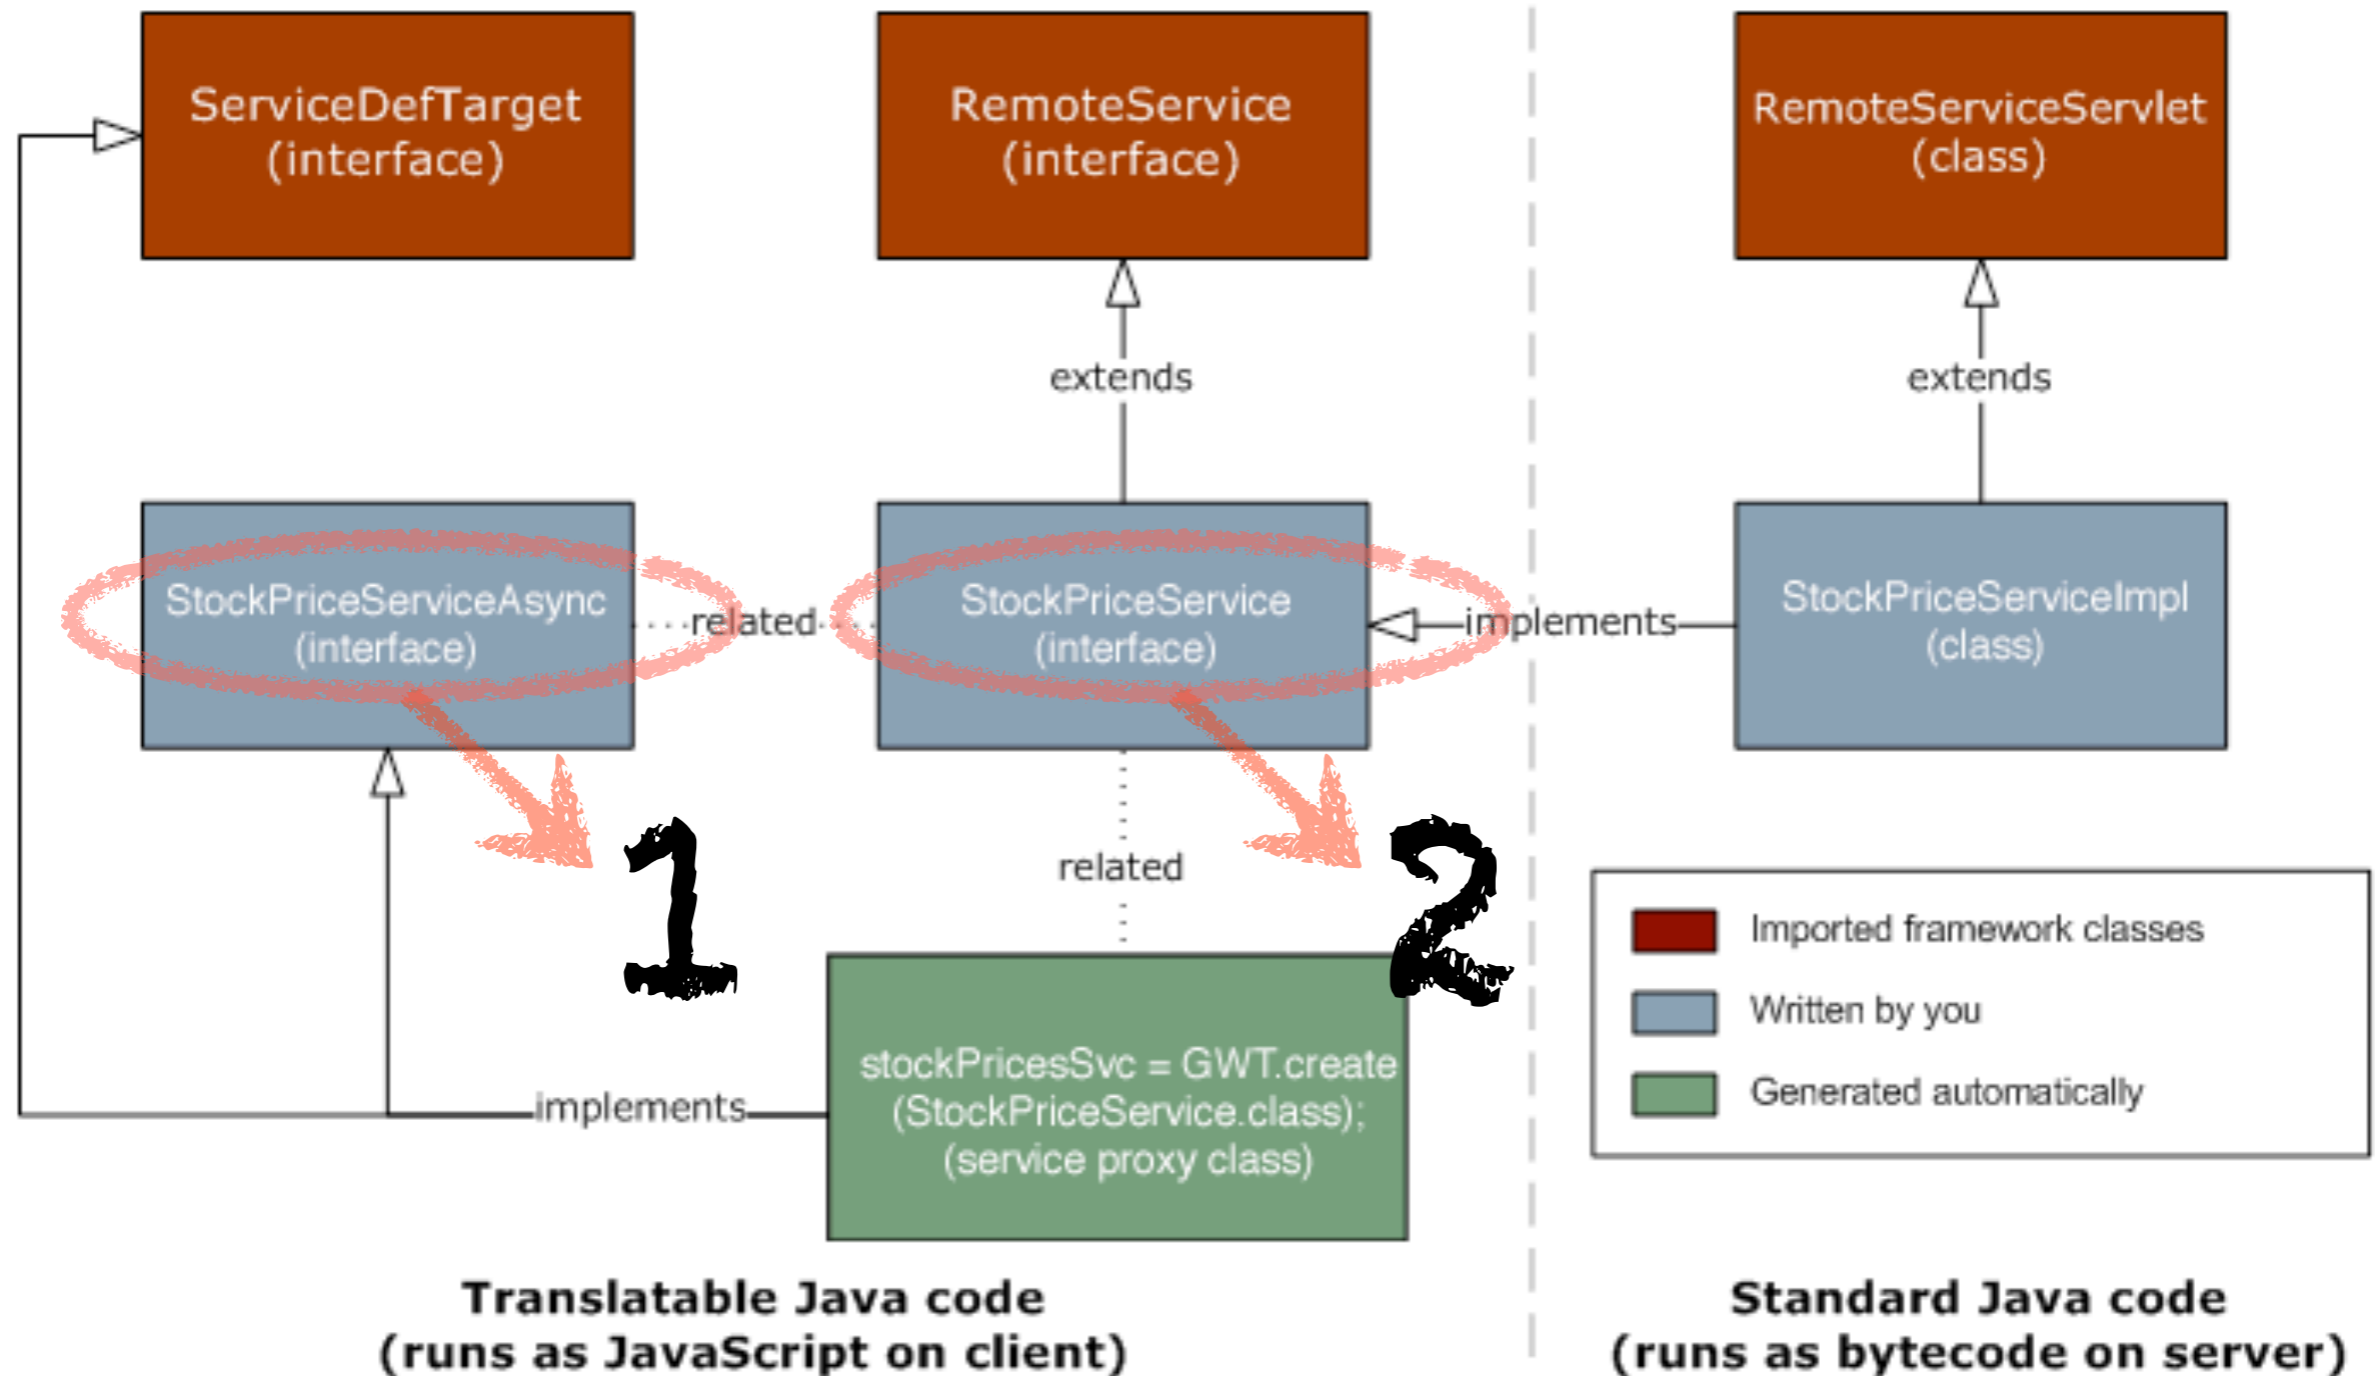 ServiceDefTarget
(interface)
RemoteService
(interface)
RemoteServiceServlet
(class)
extends
extends
StockPriceServiceAsync
(interface)
related
StockPriceService
(interface)
implements
StockPriceServiceImpl
(class)
1
related
2
stockPricesSvc = GWT.create
(StockPriceService.class);
(service proxy class)
implements
Imported framework classes
Written by you
Generated automatically
Translatable Java code
(runs as JavaScript on client)
Standard Java code
(runs as bytecode on server)